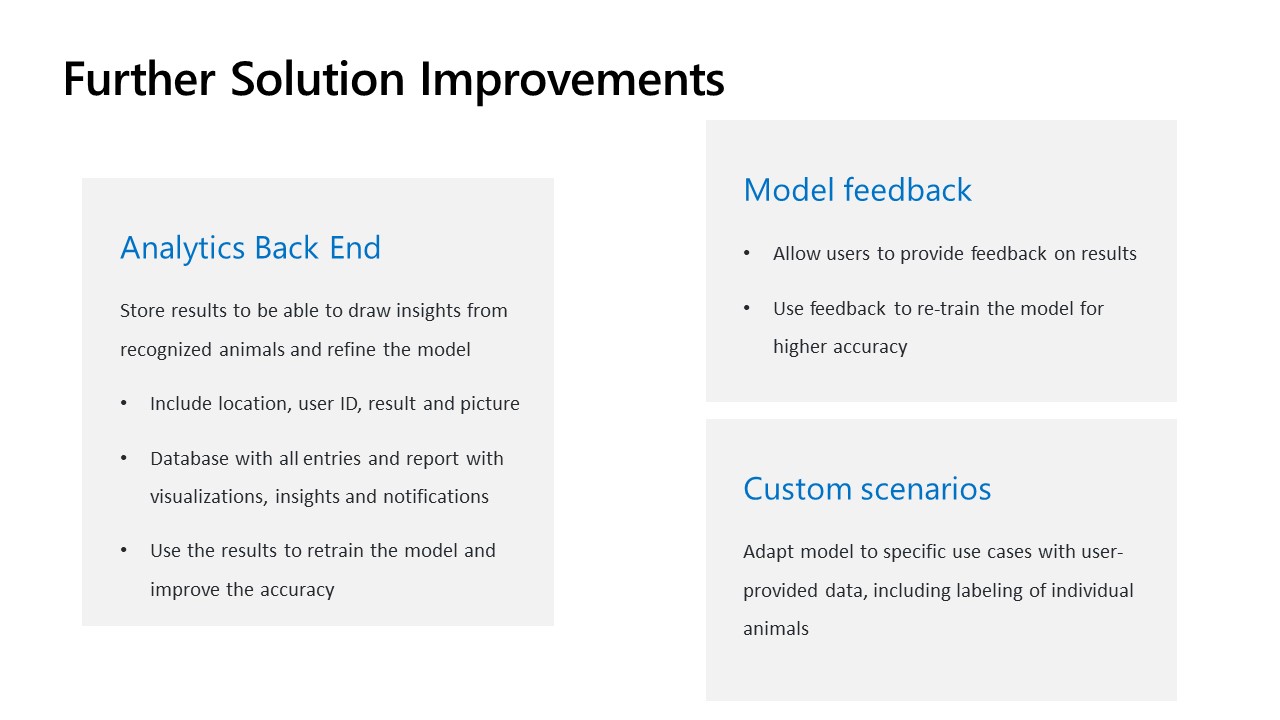 Further Solution Improvements
Analytics Back End
Store results to be able to draw insights from
recognized animals and refine the model
• Include location, user ID, result and picture
• Database with all entries and report with
visualizations, insights and notifications
• Use the results to retrain the model and
improve the accuracy
Model feedback
• Allow users to provide feedback on results
• Use feedback to re-train the model for
higher accuracy
Custom scenarios
Adapt model to specific use cases with user-
provided data, including labeling of individual
animals